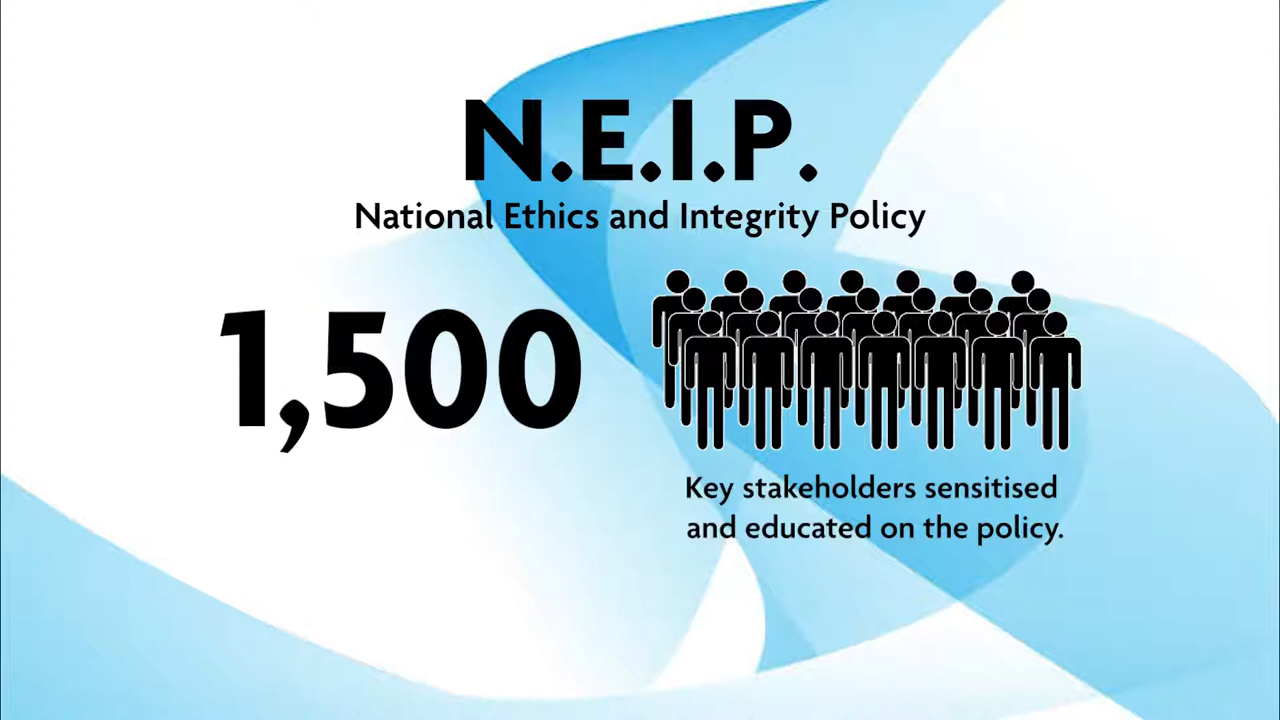 N.E.I.P.
National Ethics and Integrity Policy
1,500
Key stakeholders sensitised
and educated on the policy.